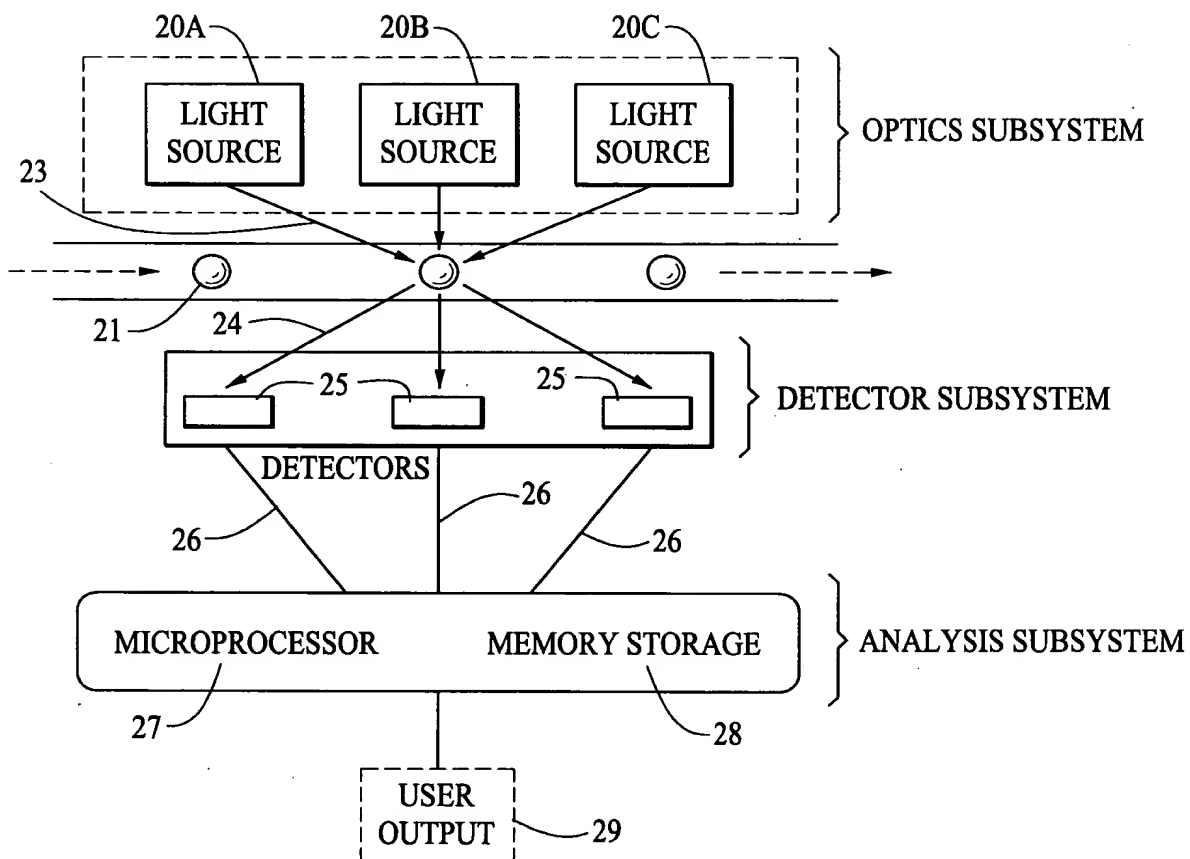 20A
20B
20C
LIGHT
SOURCE
LIGHT
SOURCE
LIGHT
SOURCE
OPTICS SUBSYSTEM
23
21
24
25
25
DETECTOR SUBSYSTEM
DETECTORS
26
26
26
MICROPROCESSOR
MEMORY STORAGE
ANALYSIS SUBSYSTEM
27
28
USER
OUTPUT
29